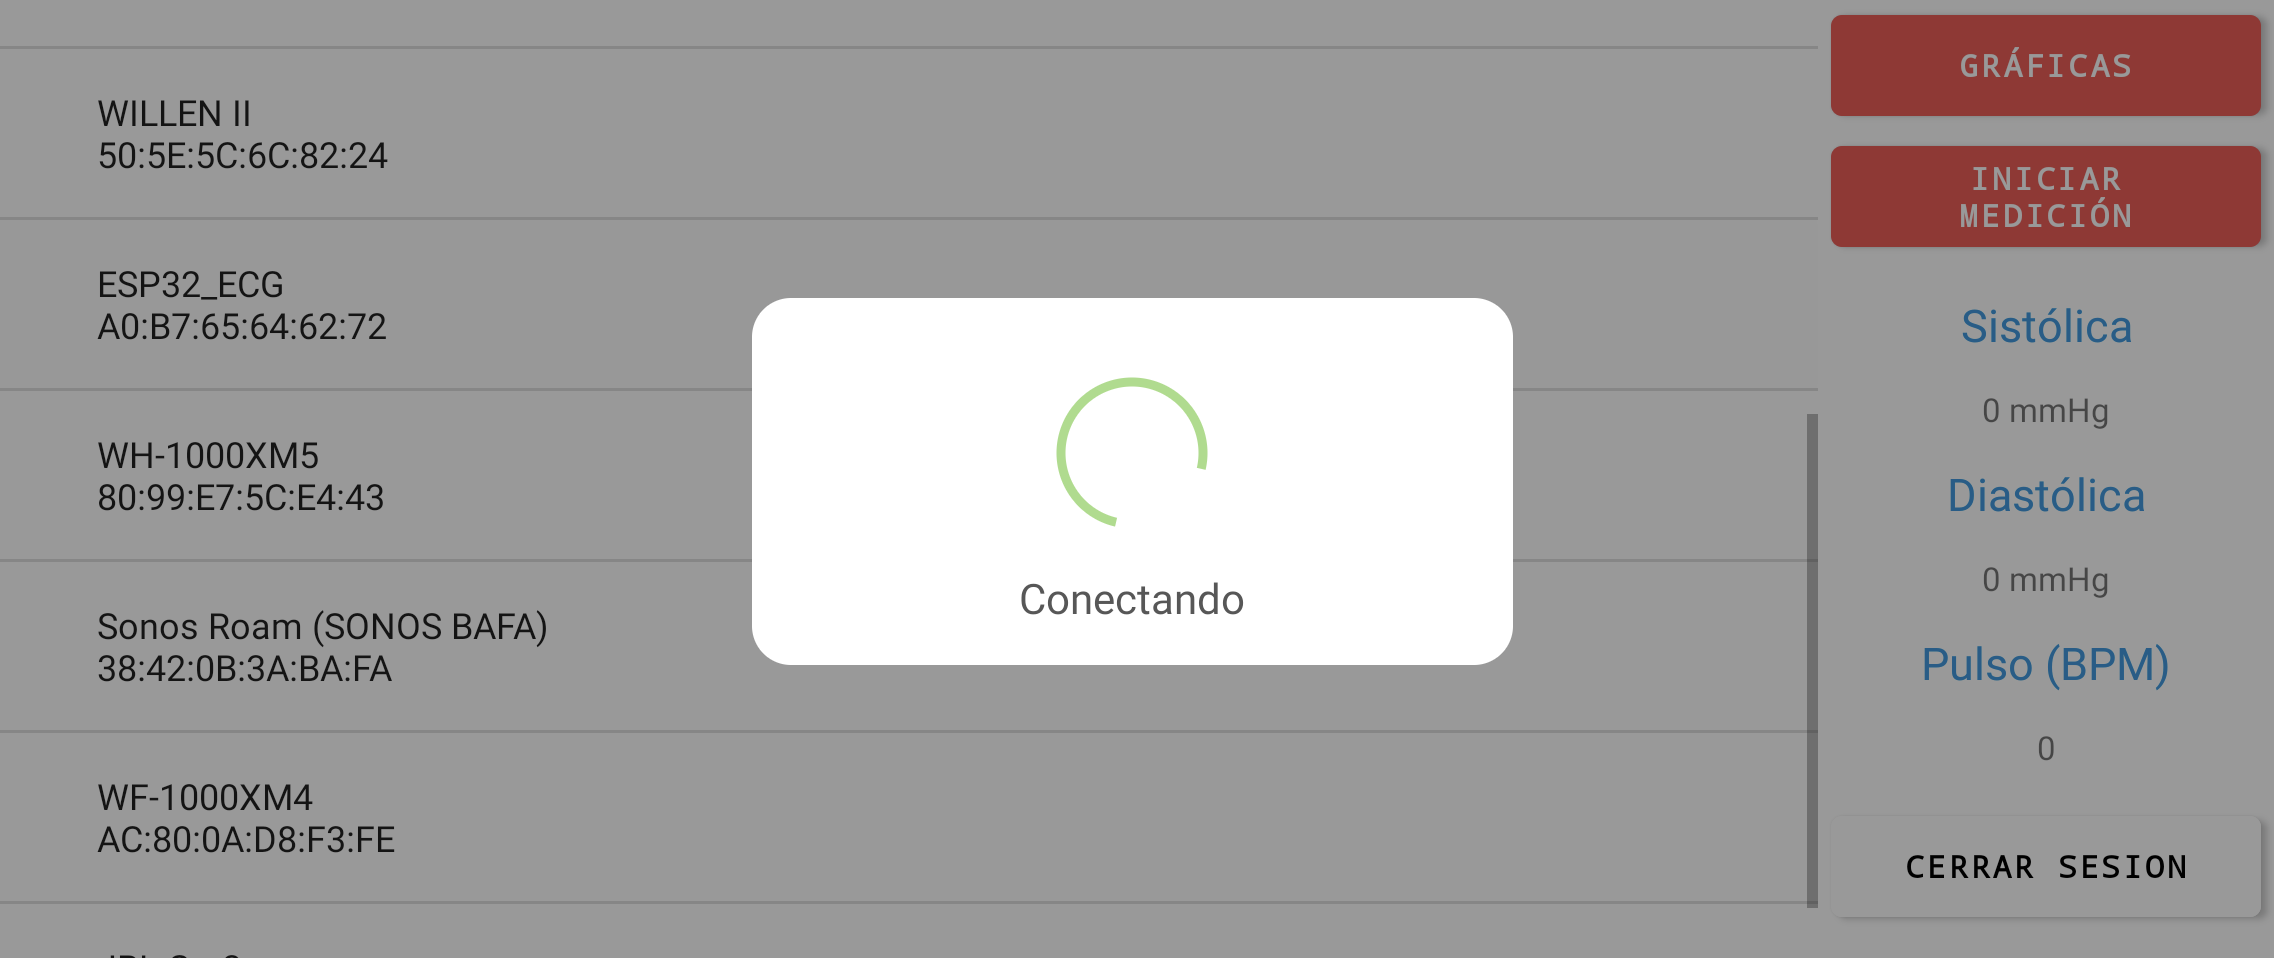 WILLEN II
50:5E:5C:6C:82:24
ESP32_ECG
A0:B7:65:64:62:72
WH-1000XM5
80:99:E7:5C:E4:43
Sonos Roam (SONOS BAFA)
38:42:0B:3A:BA:FA
WF-1000XM4
AC:80:0A:D8:F3:FE
Conectando
GRÁFICAS
INICIAR
MEDICIÓN
Sistólica
0 mmHg
Diastólica
0 mmHg
Pulso (BPM)
0
CERRAR SESION